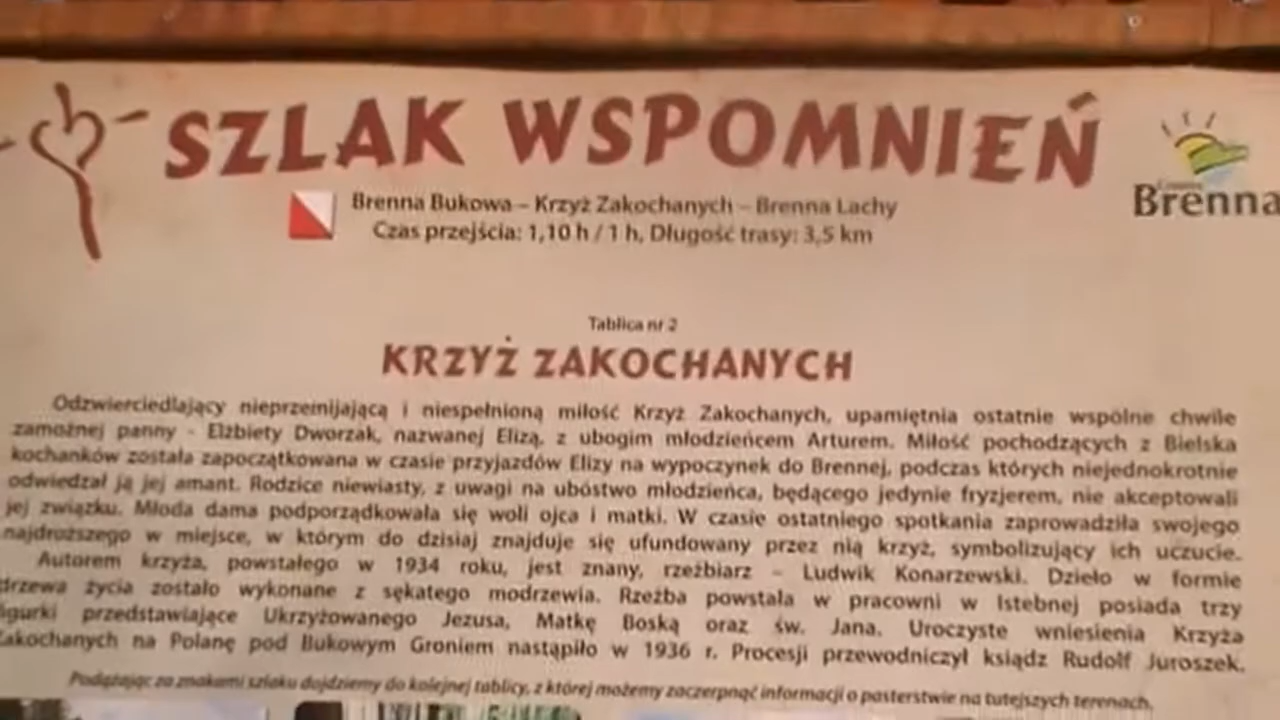 SZLAK WSPOMNIEŃ
Brenna
Brenna Bukowa – Krzyż Zakochanych – Brenna Lachy
Czas przejścia: 1,10 h / 1 h, Długość trasy: 3,5 km
Tablica nr 2
KRZYŻ ZAKOCHANYCH
Odzwierciedlający nieprzemijającą i niespełnioną miłość Krzyż Zakochanych, upamiętnia ostatnie wspólne chwile
zamożnej panny - Elżbiety Dworzak, nazwanej Elizą, z ubogim młodzieńcem Arturem. Miłość pochodzących z Bielska
kochanków została zapoczątkowana w czasie przyjazdów Elizy na wypoczynek do Brennej, podczas których niejednokrotnie
odwiedzał ją jej amant. Rodzice niewiasty, z uwagi na ubóstwo młodzieńca, będącego jedynie fryzjerem, nie akceptowali
jej związku. Młoda dama podporządkowała się woli ojca i matki. W czasie ostatniego spotkania zaprowadziła swojego
najdroższego w miejsce, w którym do dzisiaj znajduje się ufundowany przez nią krzyż, symbolizujący ich uczucie.
Autorem krzyża, powstałego w 1934 roku, jest znany, rzeźbiarz – Ludwik Konarzewski. Dzieło w formie
drzewa życia zostało wykonane z sękatego modrzewia. Rzeźba powstała w pracowni w Istebnej posiada trzy
figurki przedstawiające Ukrzyżowanego Jezusa, Matkę Boską oraz św. Jana. Uroczyste wniesienia Krzyża
Zakochanych na Polanę pod Bukowym Groniem nastąpiło w 1936 r. Procesji przewodniczył ksiądz Rudolf Juroszek.
Podążając za znakami szlaku dojdziemy do kolejnej tablicy, z której możemy zaczerpnąć informacji o pasterstwie na tutejszych terenach.